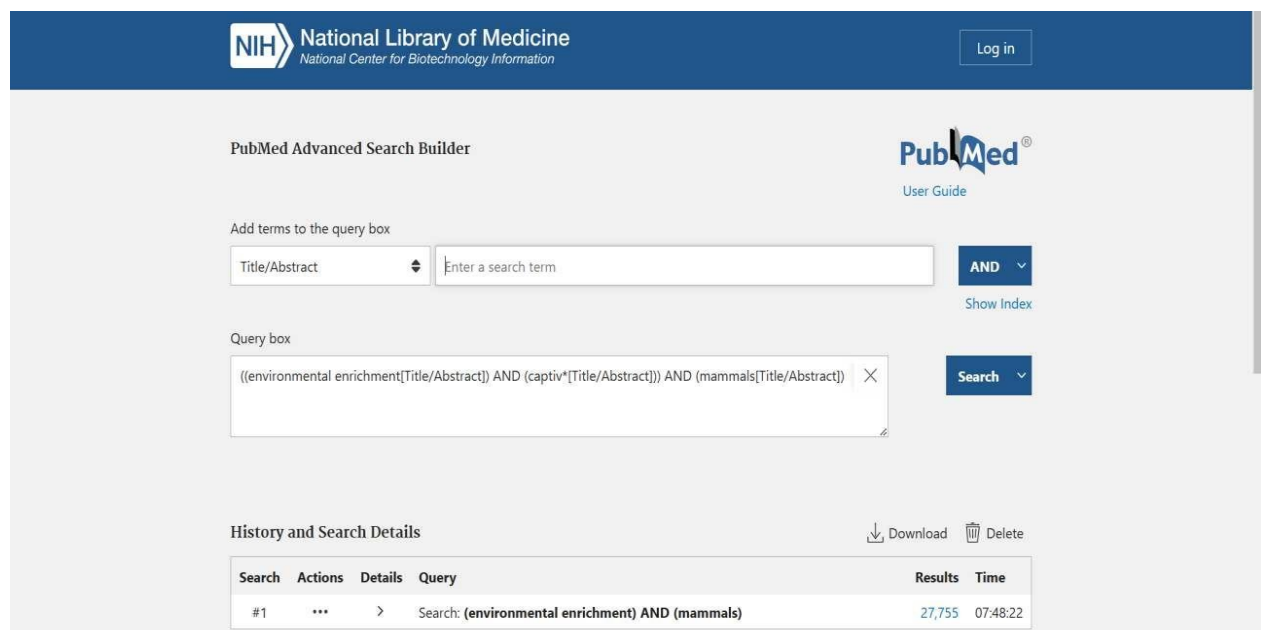 NIH National Library of Medicine
National Center for Biotechnology Information
Log in
PubMed Advanced Search Builder
PubMed®
User Guide
Add terms to the query box
Title/Abstract
Enter a search term
AND
Show Index
Query box
((environmental enrichment[Title/Abstract]) AND (captiv*[Title/Abstract])) AND (mammals[Title/Abstract])
Search
History and Search Details
Download Delete
Search Actions Details Query Results Time
#1 ••• > Search: (environmental enrichment) AND (mammals) 27,755 07:48:22